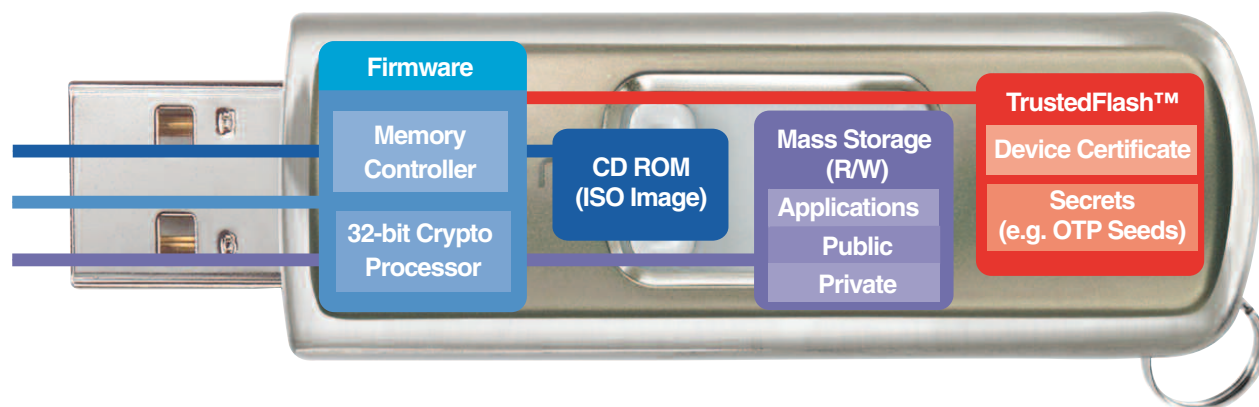 Firmware
Memory
Controller
32-bit Crypto
Processor
CD ROM
(ISO Image)
Mass Storage
(R/W)
Applications
Public
Private
TrustedFlash™
Device Certificate
Secrets
(e.g. OTP Seeds)